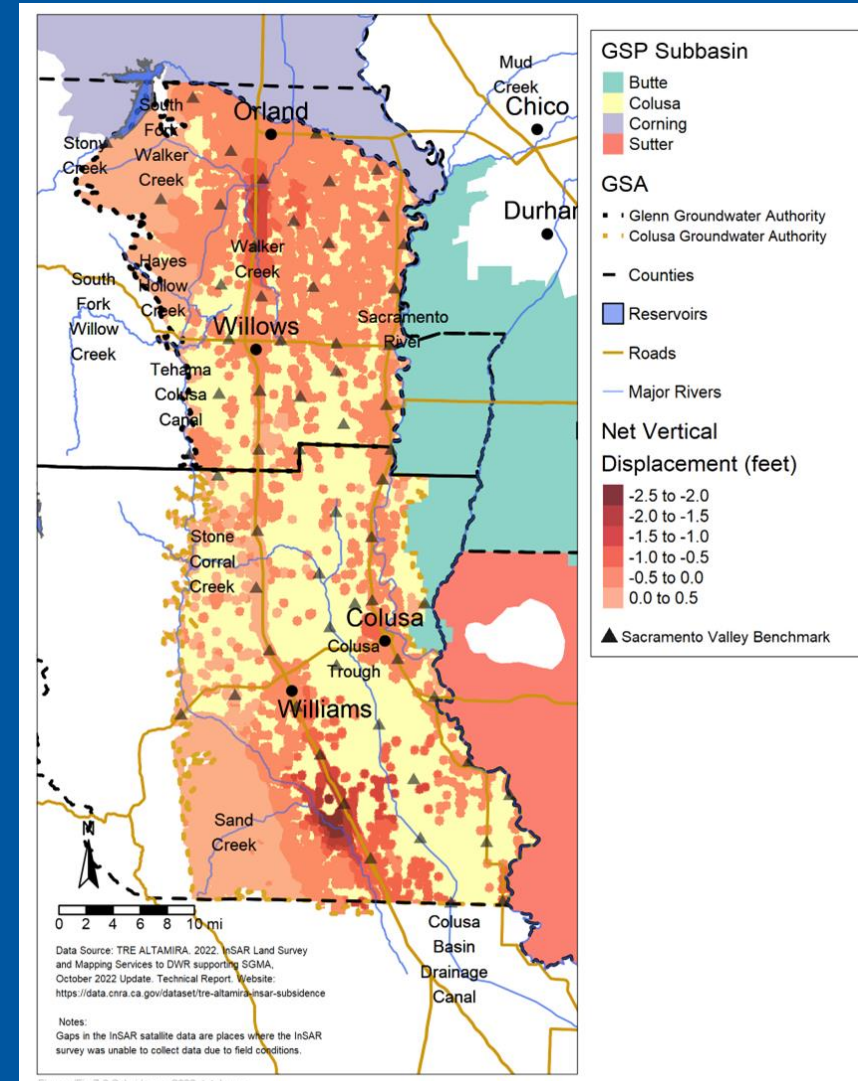 Mud
Creek
Chico
South
Fork
Walker
Creek
Orland
Stony
Creek
Durhar
Walker
Creek
Hayes
Hollow
Creek
South
Fork
Willow
Creek
Sacramento
River
Willows
Tehama
Colusa
Canal
Stone
Corral
Creek
Colusa
Colusa
Trough
Williams
Sand
Creek
N
0 2 4 6 8 10 mi
Colusa
Basin
Drainage
Canal
Data Source: TRE ALTAMIRA. 2022. InSAR Land Survey
and Mapping Services to DWR supporting SGMA,
October 2022 Update. Technical Report. Website:
https://data.cnra.ca.gov/dataset/tre-altamira-insar-subsidence
Notes:
Gaps in the InSAR satallite data are places where the InSAR
survey was unable to collect data due to field conditions.
GSP Subbasin
Butte
Colusa
Corning
Sutter
GSA
Glenn Groundwater Authority
Colusa Groundwater Authority
Counties
Reservoirs
Roads
Major Rivers
Net Vertical
Displacement (feet)
-2.5 to -2.0
-2.0 to -1.5
-1.5 to -1.0
-1.0 to -0.5
-0.5 to 0.0
0.0 to 0.5
Sacramento Valley Benchmark